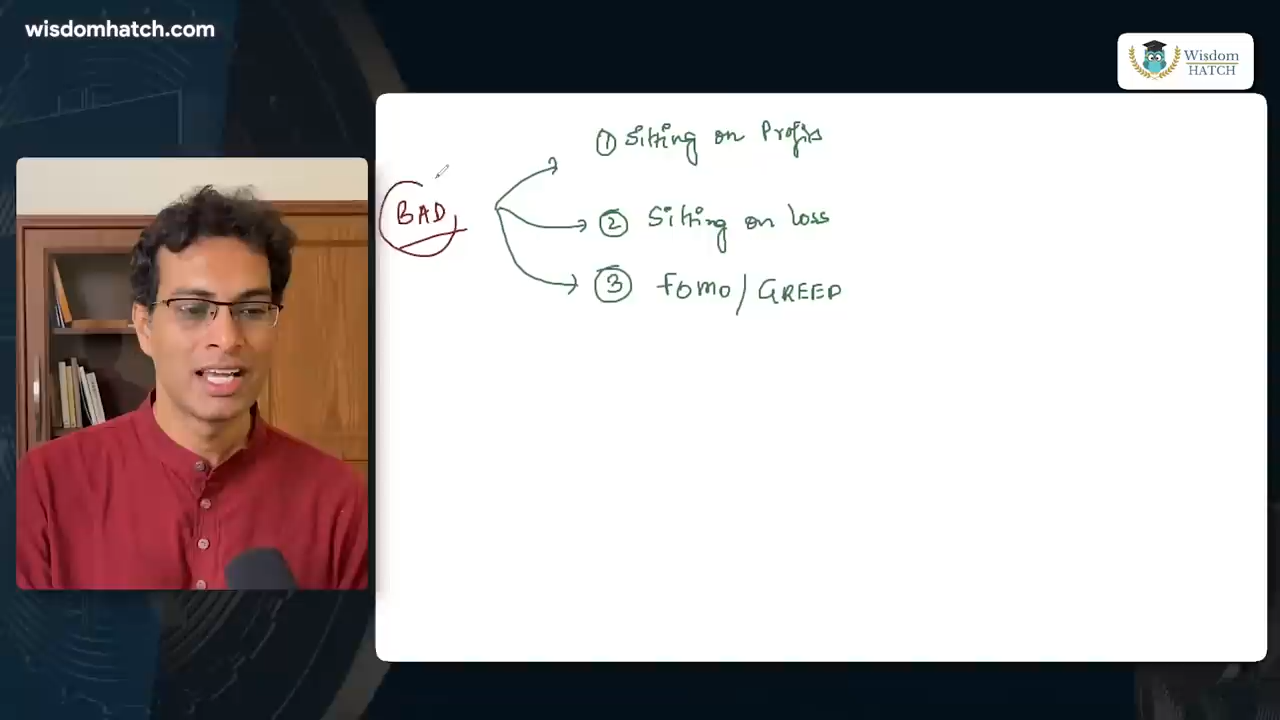 wisdomhatch.com
Wisdom
HATCH
① Sitting on Profits
BAD
② Sitting on Loss
③ FOMO/GREED